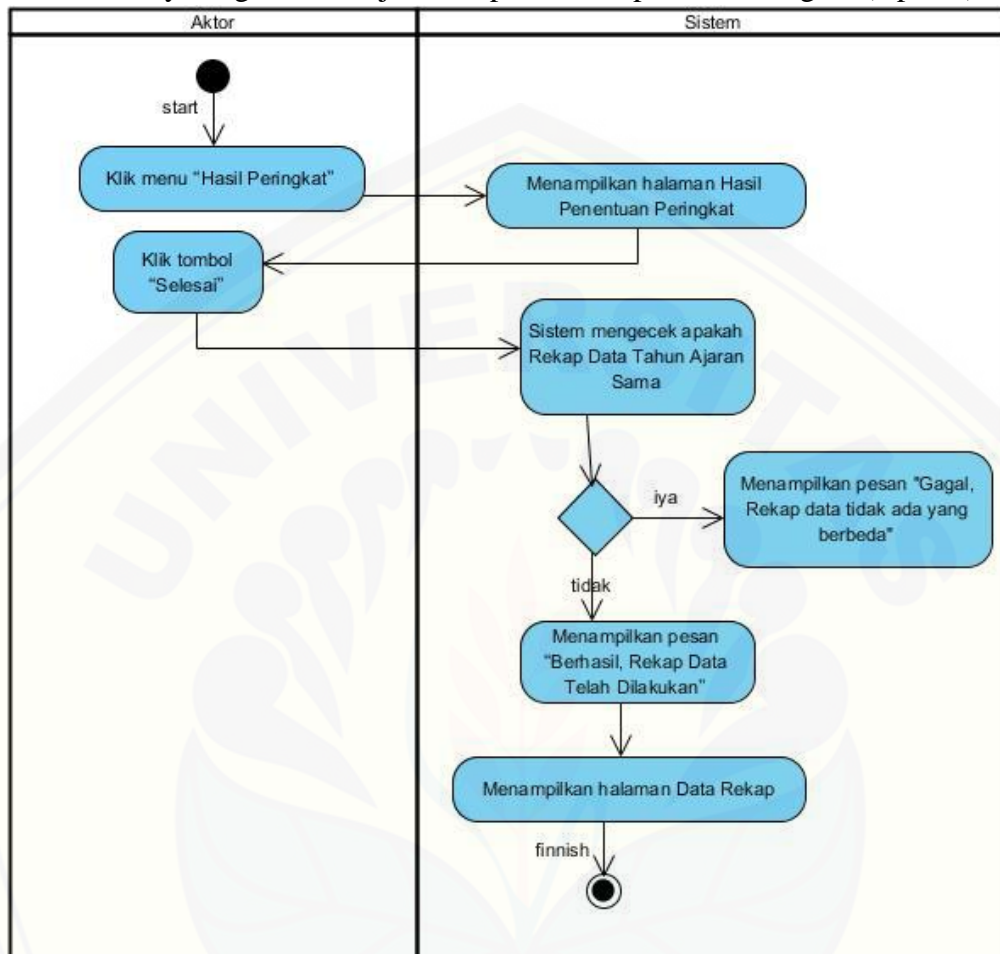 Aktor
Sistem
start
Klik menu “Hasil Peringkat”
Menampilkan halaman Hasil
Penentuan Peringkat
Klik tombol
“Selesai”
Sistem mengecek apakah
Rekap Data Tahun Ajaran
Sama
iya
Menampilkan pesan "Gagal,
Rekap data tidak ada yang
berbeda"
tidak
Menampilkan pesan
“Berhasil, Rekap Data
Telah Dilakukan”
Menampilkan halaman Data Rekap
finnish
UNIVERSITAS